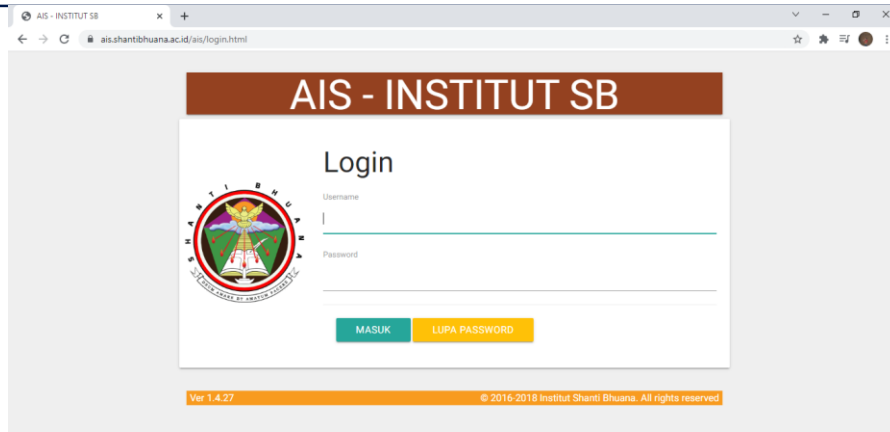 AIS - INSTITUT SB
ais.shantibhuana.ac.id/ais/login.html
AIS - INSTITUT SB
SHANTI BHUANA
Login
Username
Password
MASUK
LUPA PASSWORD
Ver 1.4.27
© 2016-2018 Institut Shanti Bhuana. All rights reserved